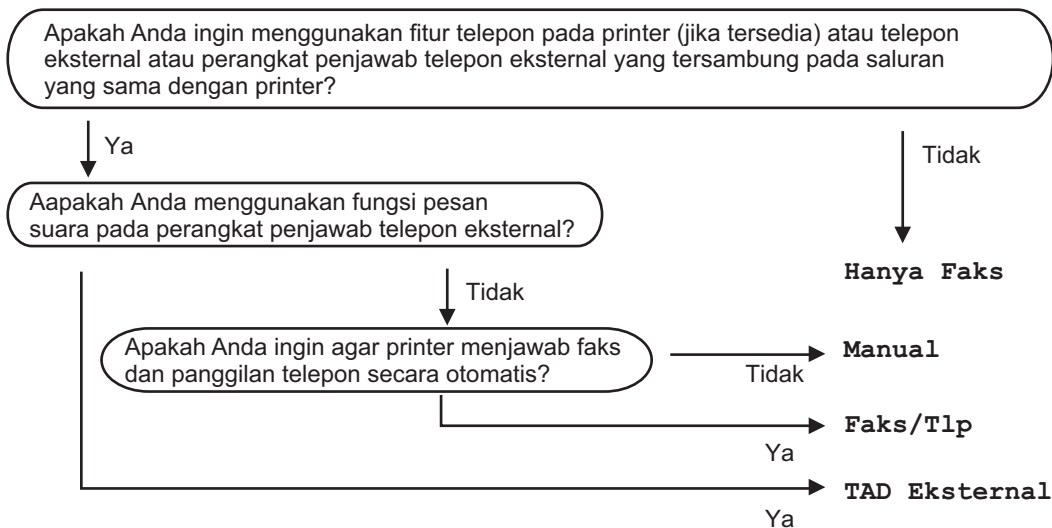 Apakah Anda ingin menggunakan fitur telepon pada printer (jika tersedia) atau telepon
eksternal atau perangkat penjawab telepon eksternal yang tersambung pada saluran
yang sama dengan printer?
Ya
Tidak
Aapakah Anda menggunakan fungsi pesan
suara pada perangkat penjawab telepon eksternal?
Hanya Faks
Tidak
Apakah Anda ingin agar printer menjawab faks
dan panggilan telepon secara otomatis?
Tidak
Manual
Ya
Faks/Tlp
Ya
TAD Eksternal